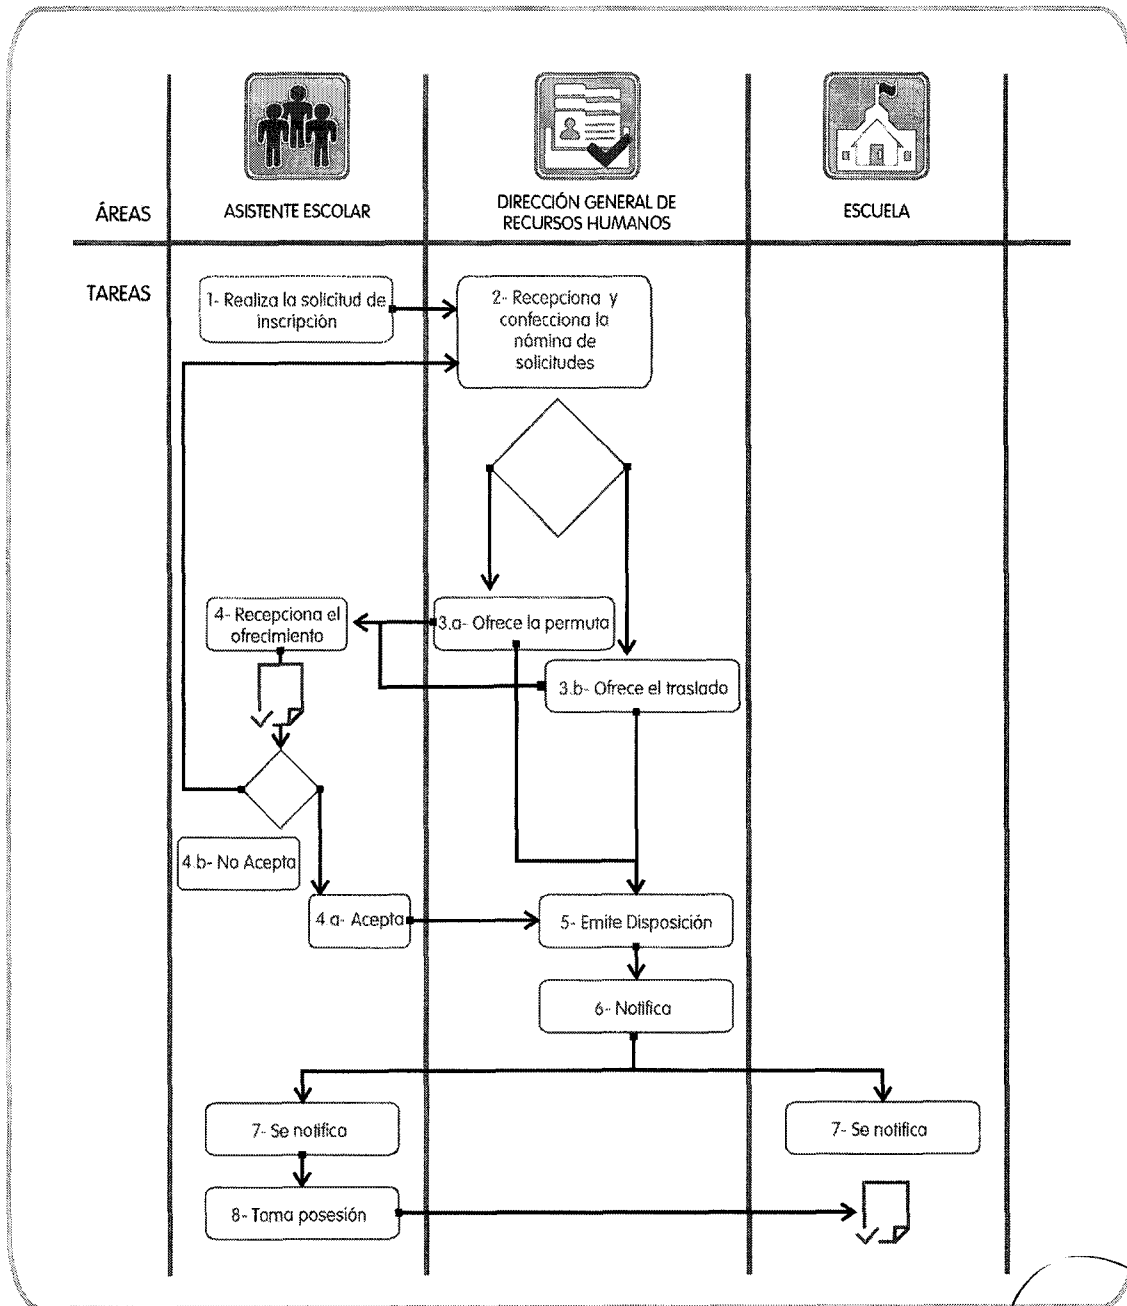 ÁREAS
ASISTENTE ESCOLAR
DIRECCIÓN GENERAL DE
RECURSOS HUMANOS
ESCUELA
TAREAS
1- Realiza la solicitud de
inscripción
2- Recepciona y
confecciona la
nómina de
solicitudes
4- Recepciona el
ofrecimiento
3.a- Ofrece la permuta
3.b- Ofrece el traslado
4.b- No Acepta
4.a- Acepta
5- Emite Disposición
6- Notifica
7- Se notifica
7- Se notifica
8- Toma posesión